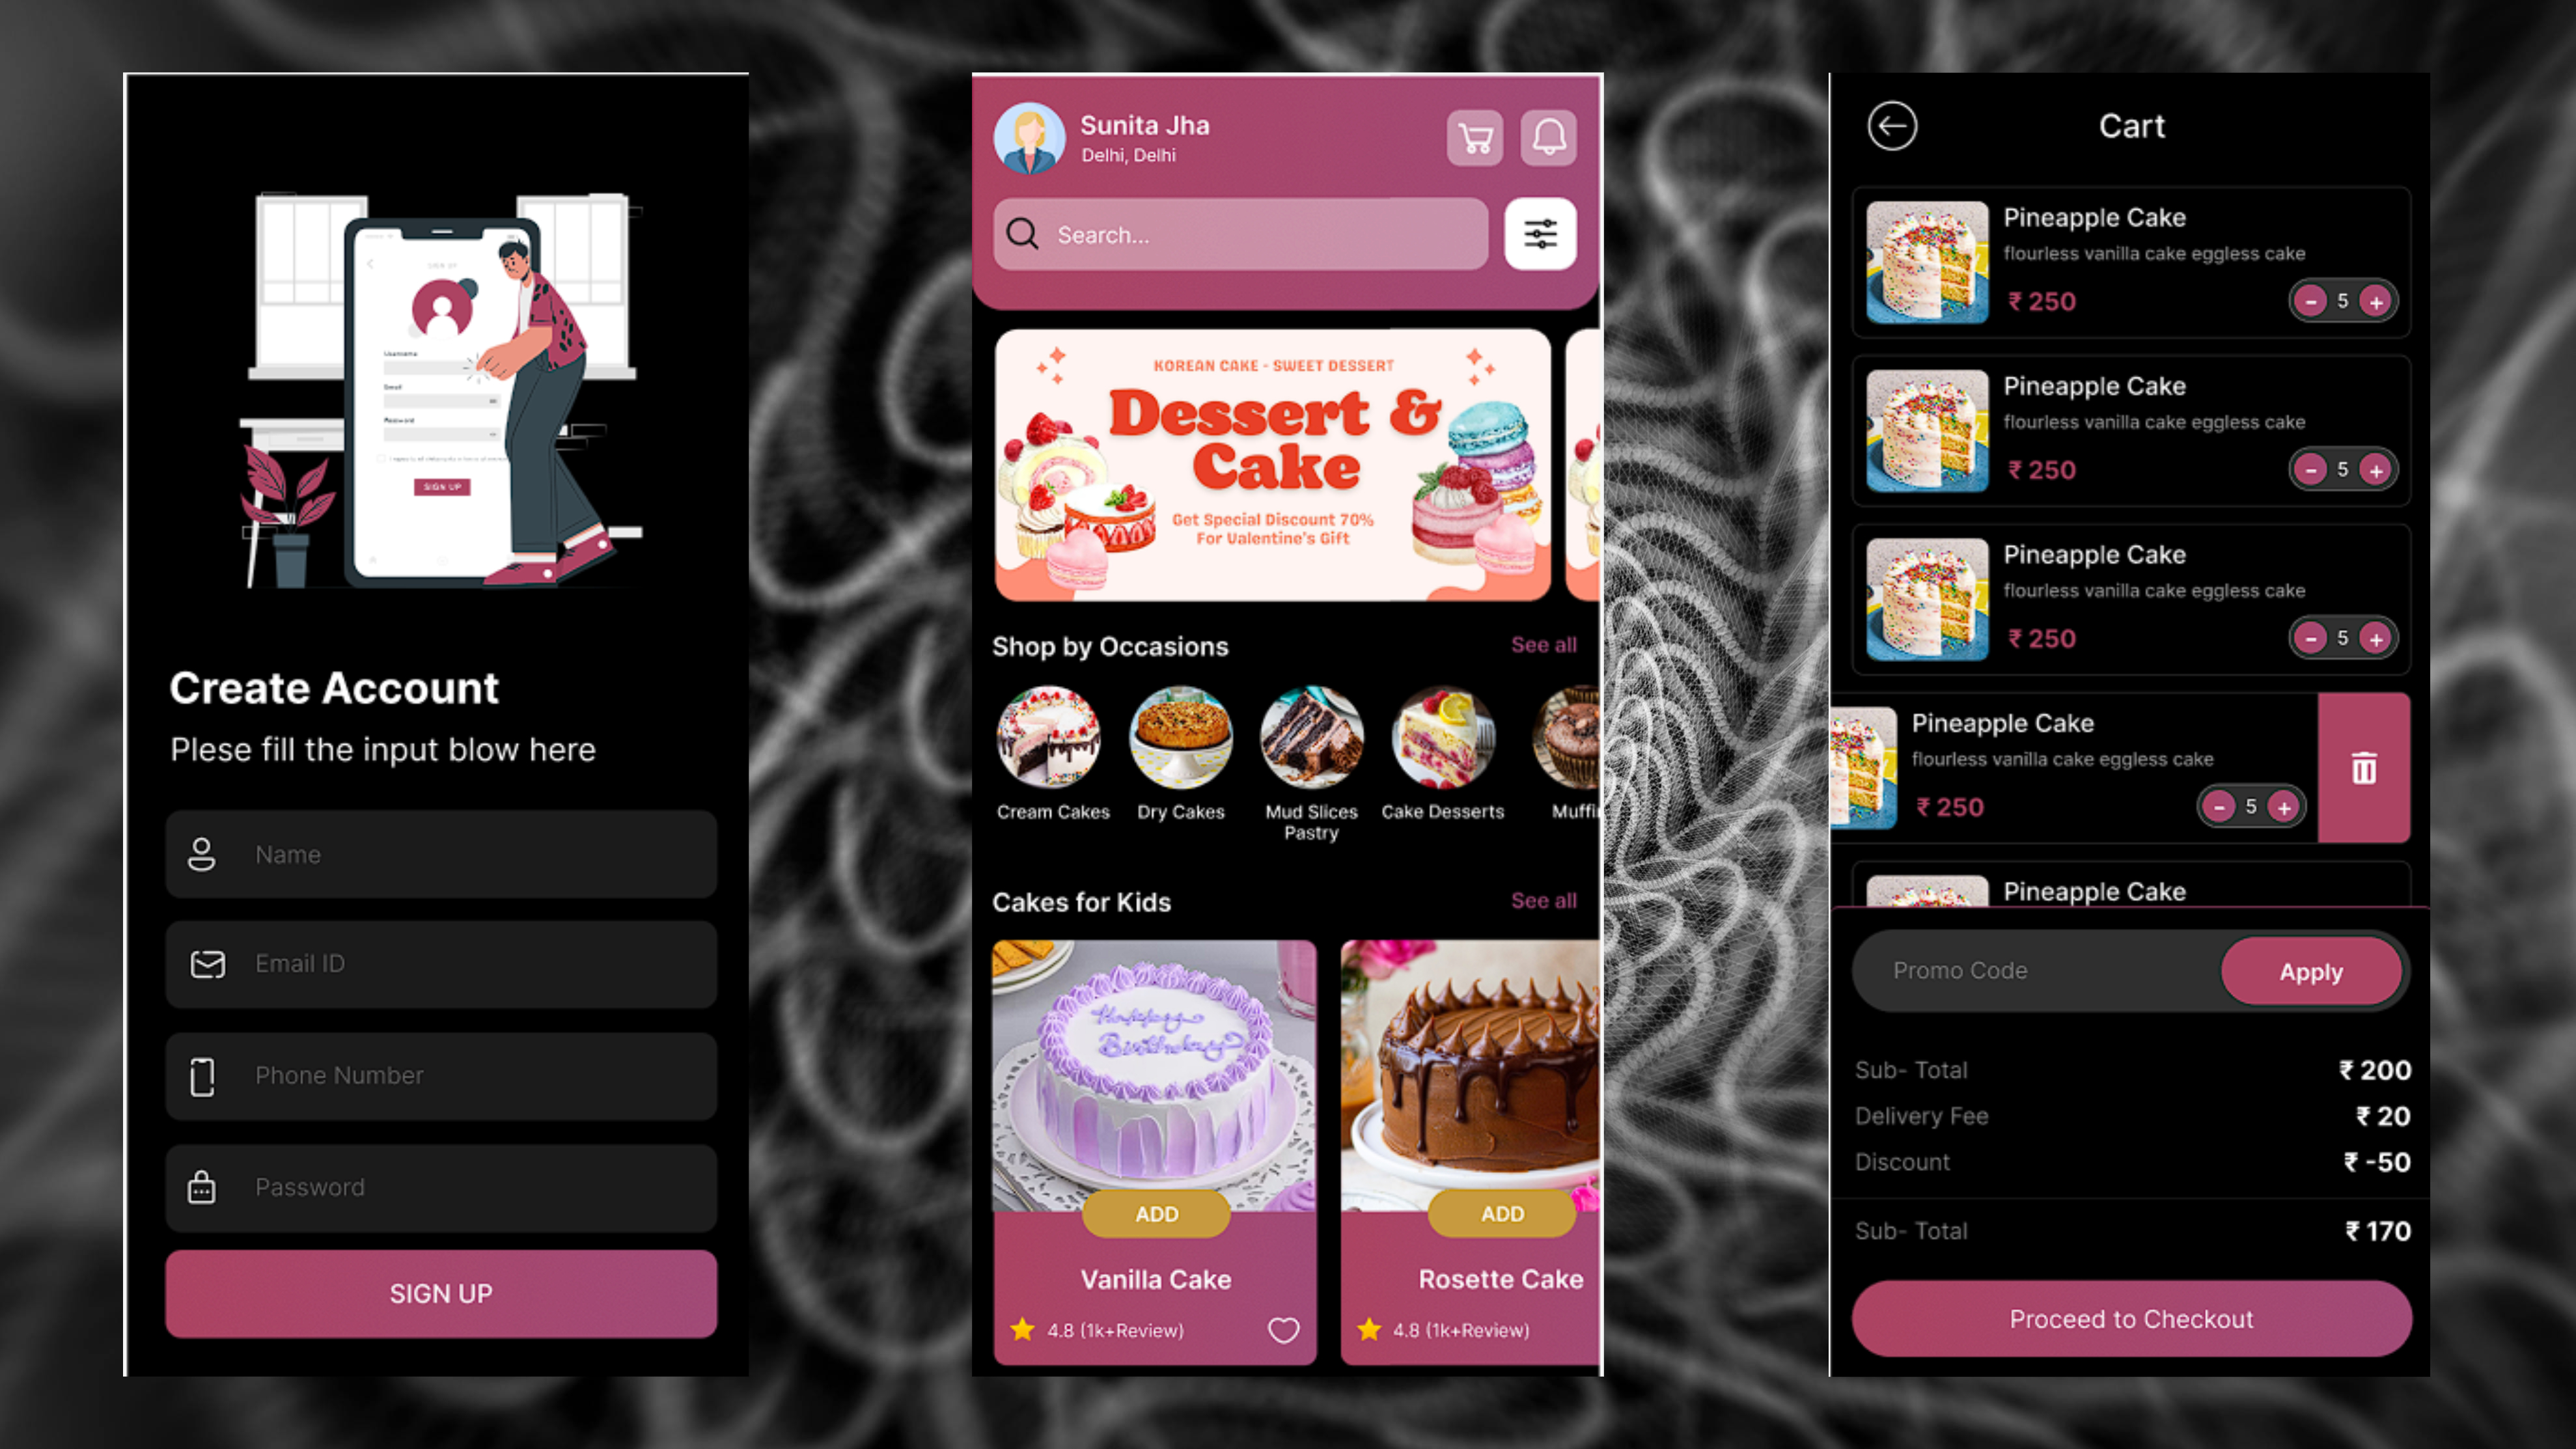 SIGN UP
Username
Email
Password
SIGN UP
Create Account
Plese fill the input blow here
Name
Email ID
Phone Number
Password
SIGN UP
Sunita Jha
Delhi, Delhi
Search...
KOREAN CAKE - SWEET DESSERT
Dessert &
Cake
Get Special Discount 70%
For Valentine's Gift
Shop by Occasions
See all
Cream Cakes
Dry Cakes
Mud Slices
Pastry
Cake Desserts
Muffi
Cakes for Kids
See all
Happy
Birthday
ADD
ADD
Vanilla Cake
Rosette Cake
4.8 (1k+Review)
4.8 (1k+Review)
Cart
Pineapple Cake
flourless vanilla cake eggless cake
₹ 250
- 5 +
Pineapple Cake
flourless vanilla cake eggless cake
₹ 250
- 5 +
Pineapple Cake
flourless vanilla cake eggless cake
₹ 250
- 5 +
Pineapple Cake
flourless vanilla cake eggless cake
₹ 250
- 5 +
Pineapple Cake
Promo Code
Apply
Sub- Total ₹ 200
Delivery Fee ₹ 20
Discount ₹ -50
Sub- Total ₹ 170
Proceed to Checkout